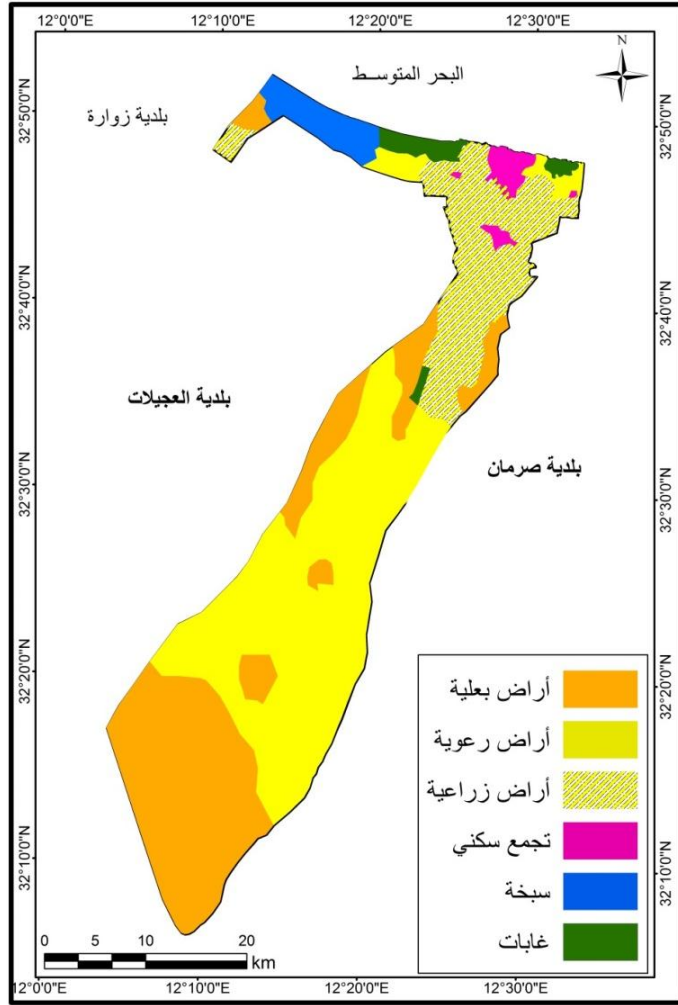 12°0'0"E 12°10'0"E 12°20'0"E 12°30'0"E
N
البحر المتوســط
بلدية زوارة
32°50'0"N 32°50'0"N
32°40'0"N 32°40'0"N
بلدية العجيلات
بلدية صرمان
32°30'0"N 32°30'0"N
32°20'0"N 32°20'0"N
32°10'0"N 32°10'0"N
أراض بعلية
أراض رعوية
أراض زراعية
تجمع سكني
سبخة
غابات
0 5 10 20
km
12°0'0"E 12°10'0"E 12°20'0"E 12°30'0"E